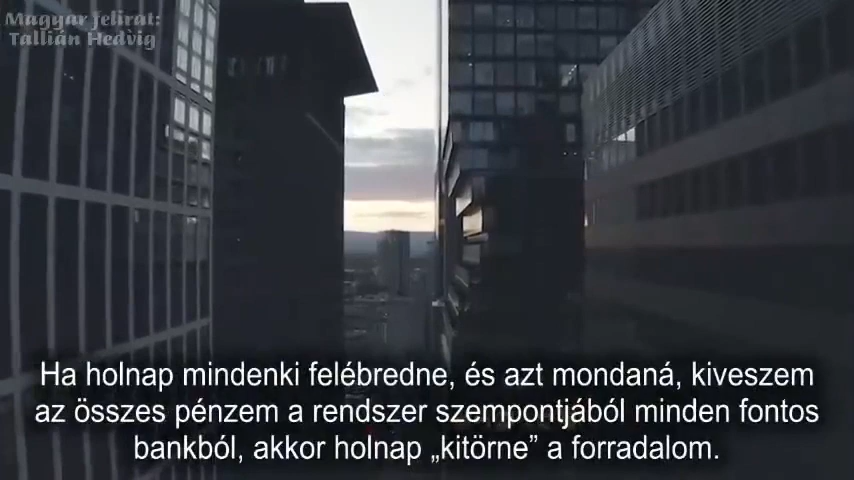 Magyar felirat:
Tallián Hedvig
Ha holnap mindenki felébredne, és azt mondaná, kiveszem
az összes pénzem a rendszer szempontjából minden fontos
bankból, akkor holnap „kitörne” a forradalom.